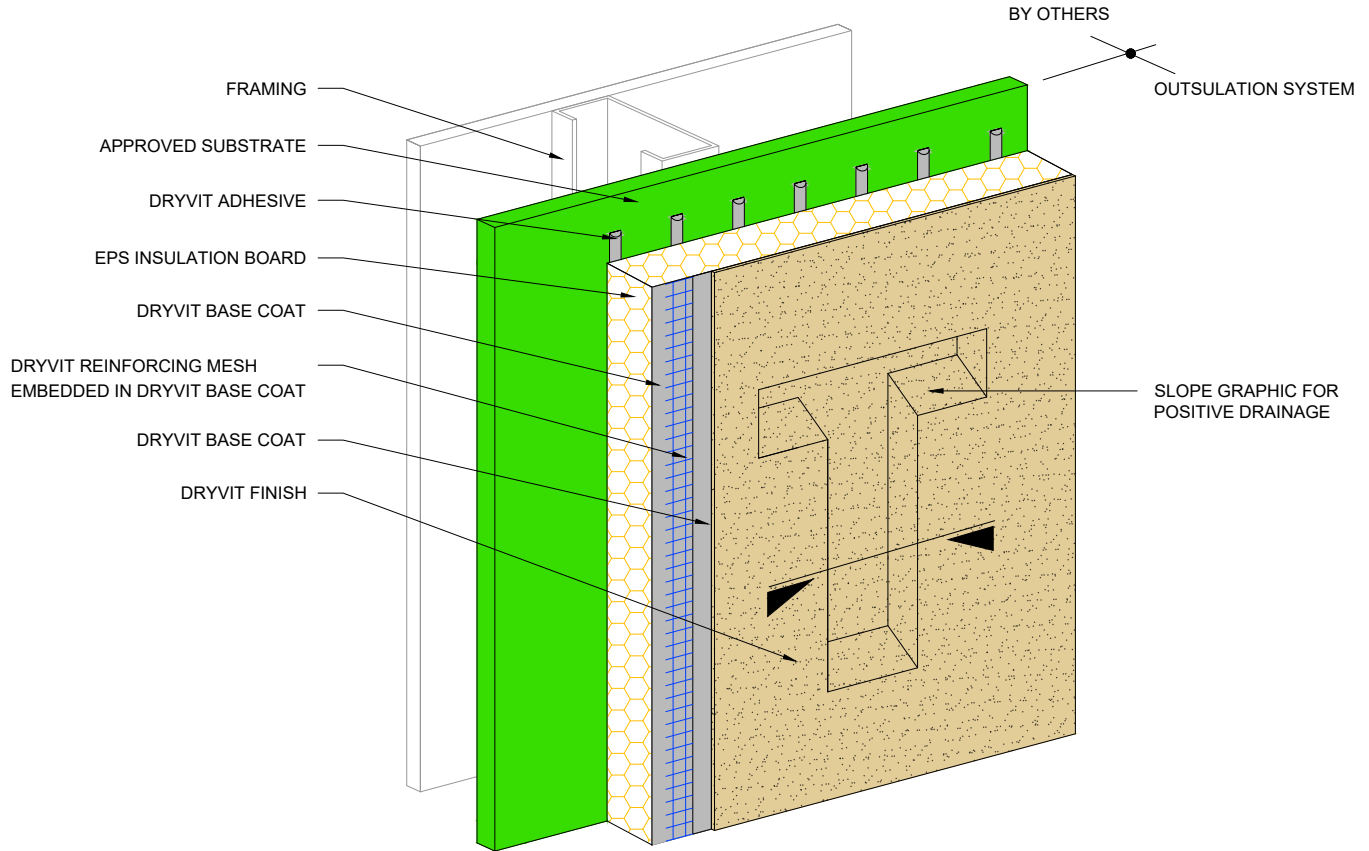 BY OTHERS
OUTSULATION SYSTEM
FRAMING
APPROVED SUBSTRATE
DRYVIT ADHESIVE
EPS INSULATION BOARD
DRYVIT BASE COAT
DRYVIT REINFORCING MESH
EMBEDDED IN DRYVIT BASE COAT
DRYVIT BASE COAT
DRYVIT FINISH
SLOPE GRAPHIC FOR
POSITIVE DRAINAGE